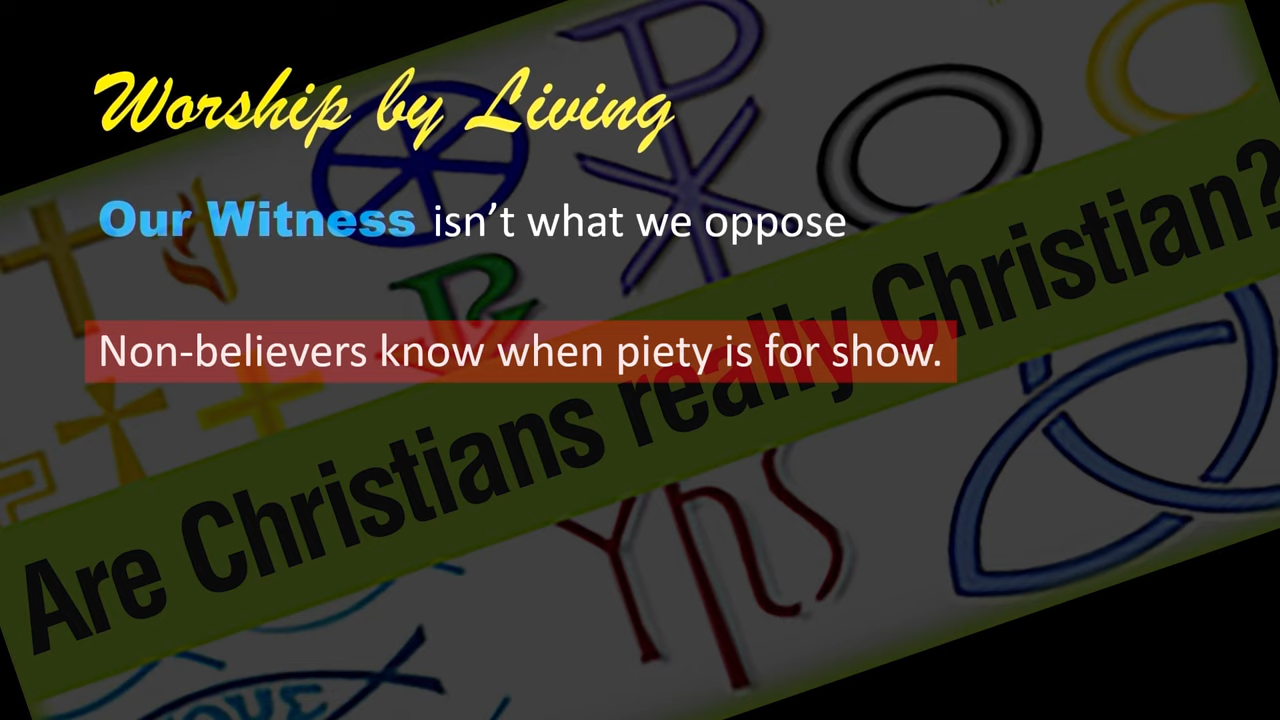 Worship by Living
Our Witness isn’t what we oppose
Non-believers know when piety is for show.
Are Christians really Christian?
Yhs